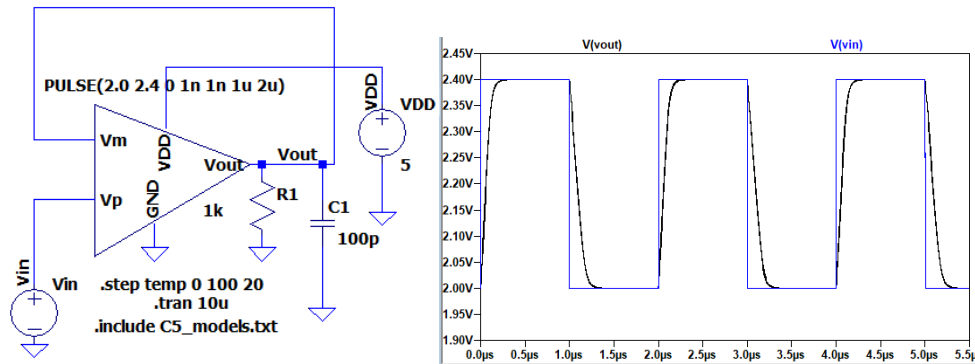 PULSE(2.0 2.4 0 1n 1n 1u 2u)
Vm
VDD
Vout
Vout
VDD
VDD
5
Vp
GND
1k
R1
C1
100p
Vin
Vin
.step temp 0 100 20
.tran 10u
.include C5_models.txt
V(vout)
V(vin)
2.45V
2.40V
2.35V
2.30V
2.25V
2.20V
2.15V
2.10V
2.05V
2.00V
1.95V
1.90V
0.0µs
0.5µs
1.0µs
1.5µs
2.0µs
2.5µs
3.0µs
3.5µs
4.0µs
4.5µs
5.0µs
5.5µs